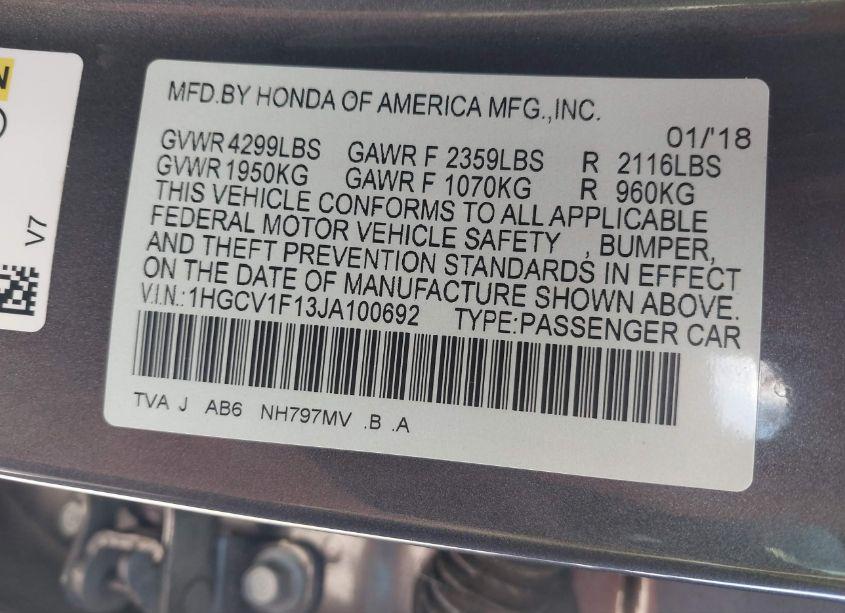 N
V7
MFD.BY HONDA OF AMERICA MFG.,INC.
01/'18
GVWR 4299LBS GAWR F 2359LBS R 2116LBS
GVWR 1950KG GAWR F 1070KG R 960KG
THIS VEHICLE CONFORMS TO ALL APPLICABLE
FEDERAL MOTOR VEHICLE SAFETY , BUMPER,
AND THEFT PREVENTION STANDARDS IN EFFECT
ON THE DATE OF MANUFACTURE SHOWN ABOVE.
V.I.N.:1HGCV1F13JA100692 TYPE:PASSENGER CAR
TVA J AB6 NH797MV .B .A